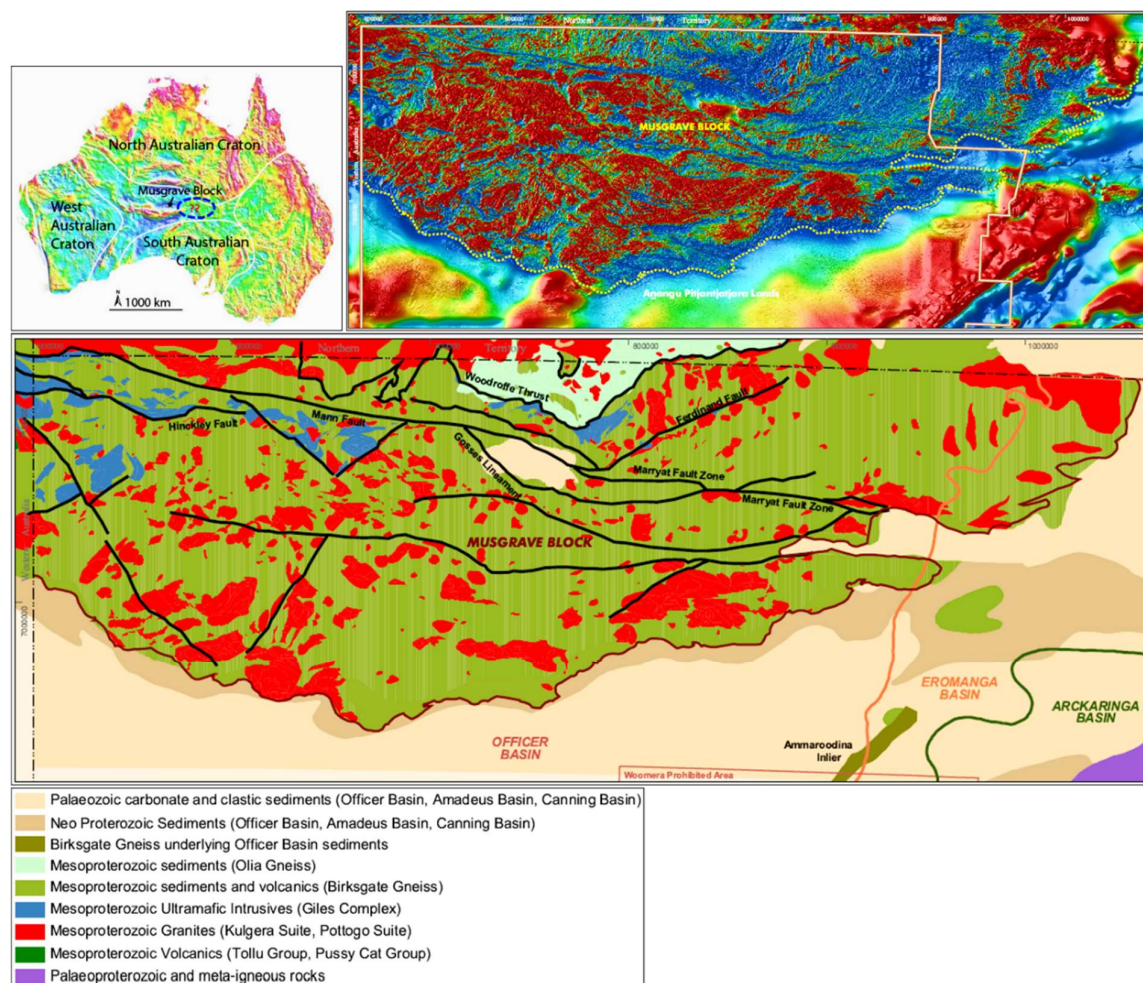 North Australian Craton
Musgrave Block
West
Australian
Craton
South Australian
Craton
N
1000 km
Northern
Territory
MUSGRAVE BLOCK
Anangu Pitjantjatjara Lands
Northern
Territory
800000
1000000
Woodroffe Thrust
Hinckley Fault
Mann Fault
Ferdinand Fault
Gosses Lineament
Marryat Fault Zone
Marryat Fault Zone
MUSGRAVE BLOCK
7000000
EROMANGA
BASIN
ARCKARINGA
BASIN
OFFICER
BASIN
Ammaroodina
Inlier
Woomera Prohibited Area
Palaeozoic carbonate and clastic sediments (Officer Basin, Amadeus Basin, Canning Basin)
Neo Proterozoic Sediments (Officer Basin, Amadeus Basin, Canning Basin)
Birksgate Gneiss underlying Officer Basin sediments
Mesoproterozoic sediments (Olia Gneiss)
Mesoproterozoic sediments and volcanics (Birksgate Gneiss)
Mesoproterozoic Ultramafic Intrusives (Giles Complex)
Mesoproterozoic Granites (Kulgera Suite, Pottogo Suite)
Mesoproterozoic Volcanics (Tollu Group, Pussy Cat Group)
Palaeoproterozoic and meta-igneous rocks